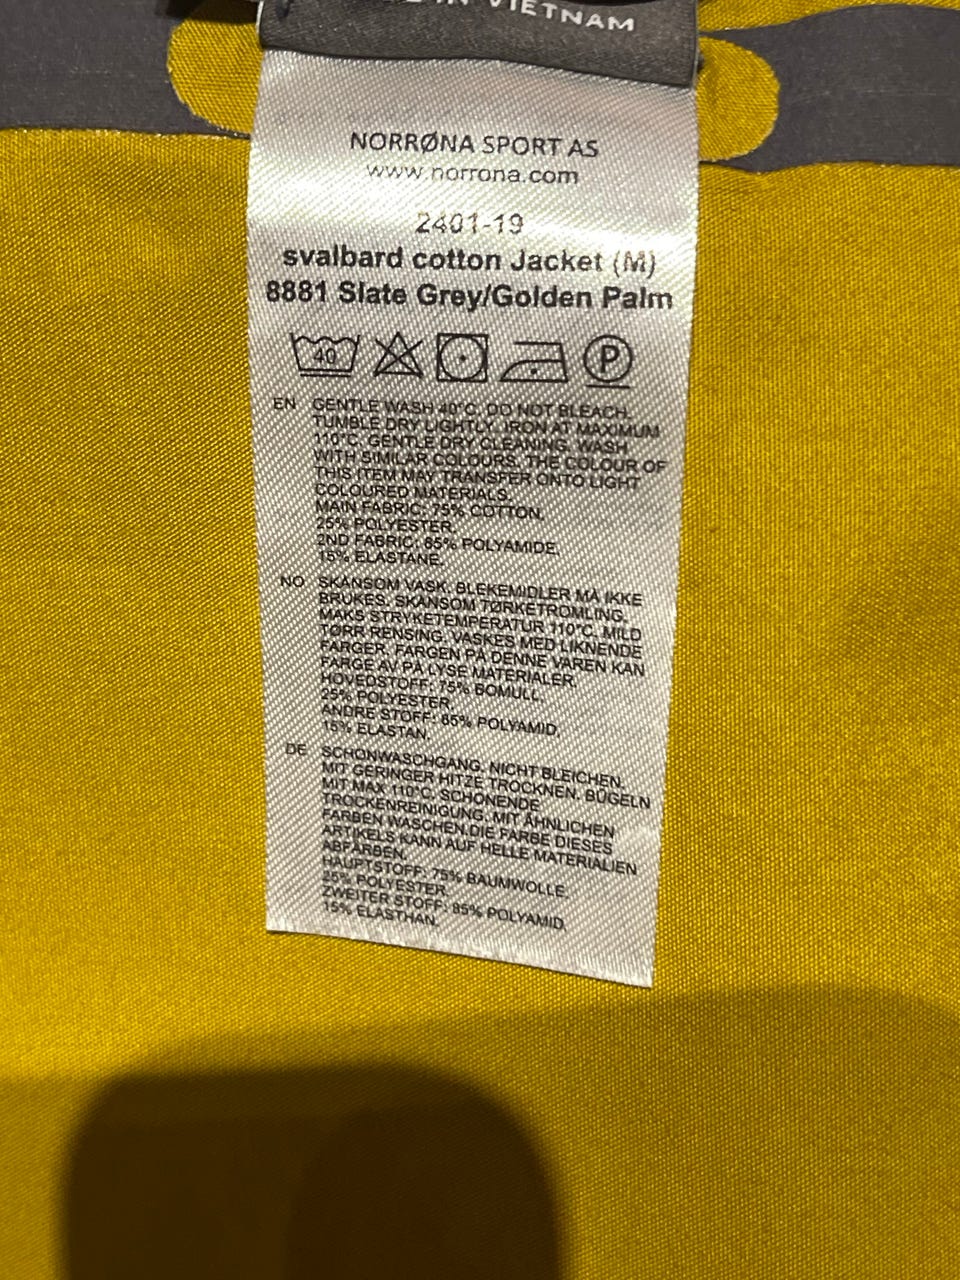 IN VIETNAM
NORRØNA SPORT AS
www.norrona.com
2401-19
svalbard cotton Jacket (M)
8881 Slate Grey/Golden Palm
40 P
EN GENTLE WASH 40°C. DO NOT BLEACH.
TUMBLE DRY LIGHTLY. IRON AT MAXIMUM
110°C. GENTLE DRY CLEANING. WASH
WITH SIMILAR COLOURS. THE COLOUR OF
THIS ITEM MAY TRANSFER ONTO LIGHT
COLOURED MATERIALS.
MAIN FABRIC: 75% COTTON,
25% POLYESTER.
2ND FABRIC: 85% POLYAMIDE,
15% ELASTANE.
NO SKÅNSOM VASK. BLEKEMIDLER MÅ IKKE
BRUKES. SKÅNSOM TØRKETROMLING.
MAKS STRYKETEMPERATUR 110°C. MILD
TØRR RENSING. VASKES MED LIKNENDE
FARGER. FARGEN PÅ DENNE VAREN KAN
FARGE AV PÅ LYSE MATERIALER.
HOVEDSTOFF: 75% BOMULL,
25% POLYESTER.
ANDRE STOFF: 85% POLYAMID,
15% ELASTAN.
DE SCHONWASCHGANG. NICHT BLEICHEN.
MIT GERINGER HITZE TROCKNEN. BÜGELN
MIT MAX 110°C. SCHONENDE
TROCKENREINIGUNG. MIT ÄHNLICHEN
FARBEN WASCHEN.DIE FARBE DIESES
ARTIKELS KANN AUF HELLE MATERIALIEN
ABFÄRBEN.
HAUPTSTOFF: 75% BAUMWOLLE,
25% POLYESTER.
ZWEITER STOFF: 85% POLYAMID,
15% ELASTHAN.